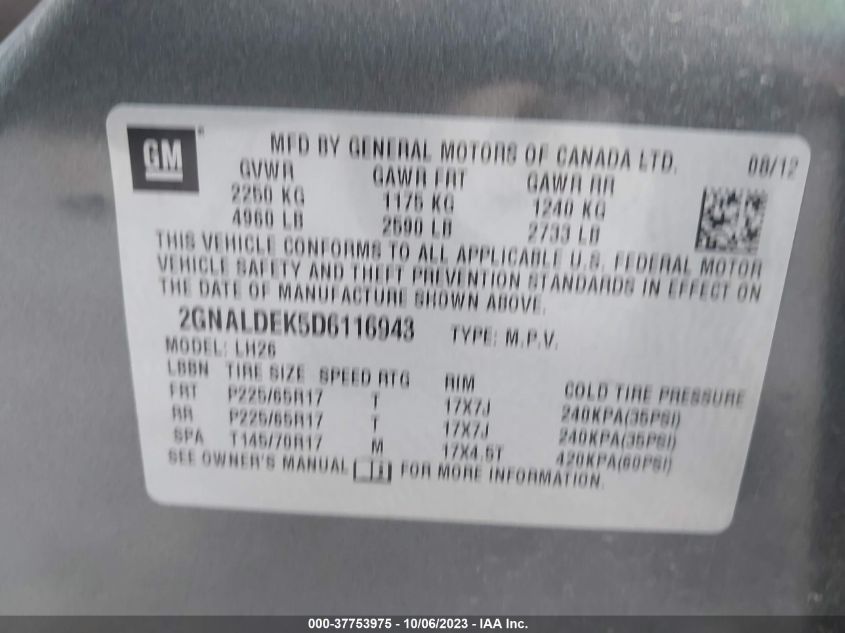 GM ® MFD BY GENERAL MOTORS OF CANADA LTD. 08/12
GVWR GAWR FRT GAWR RR
2250 KG 1175 KG 1240 KG
4960 LB 2590 LB 2733 LB
THIS VEHICLE CONFORMS TO ALL APPLICABLE U.S. FEDERAL MOTOR
VEHICLE SAFETY AND THEFT PREVENTION STANDARDS IN EFFECT ON
THE DATE OF MANUFACTURE SHOWN ABOVE.
2GNALDEK5D6116943 TYPE: M.P.V.
MODEL: LH26
LBBN TIRE SIZE SPEED RTG RIM COLD TIRE PRESSURE
FRT P225/65R17 T 17X7J 240KPA(35PSI)
RR P225/65R17 T 17X7J 240KPA(35PSI)
SPA T145/70R17 M 17X4.5T 420KPA(60PSI)
SEE OWNER'S MANUAL FOR MORE INFORMATION.
000-37753975 - 10/06/2023 - IAA Inc.